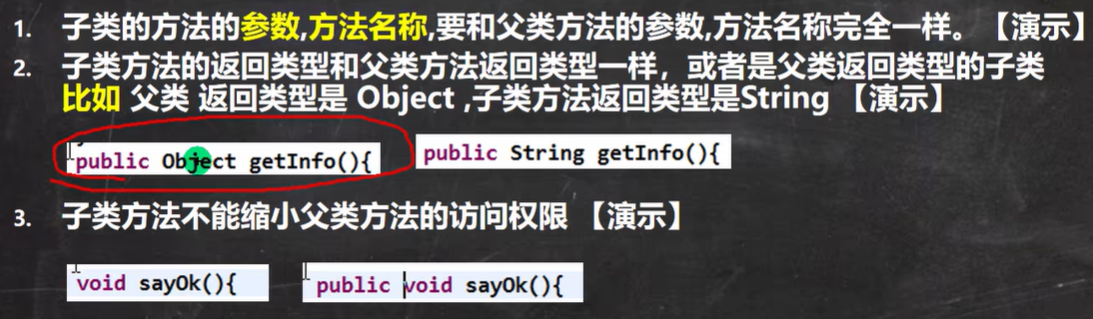 1. 子类的方法的参数,方法名称,要和父类方法的参数,方法名称完全一样。【演示】
2. 子类方法的返回类型和父类方法返回类型一样，或者是父类返回类型的子类
比如 父类 返回类型是 Object ,子类方法返回类型是String 【演示】
public Object getInfo(){ public String getInfo(){
3. 子类方法不能缩小父类方法的访问权限 【演示】
void sayOk(){ public void sayOk(){